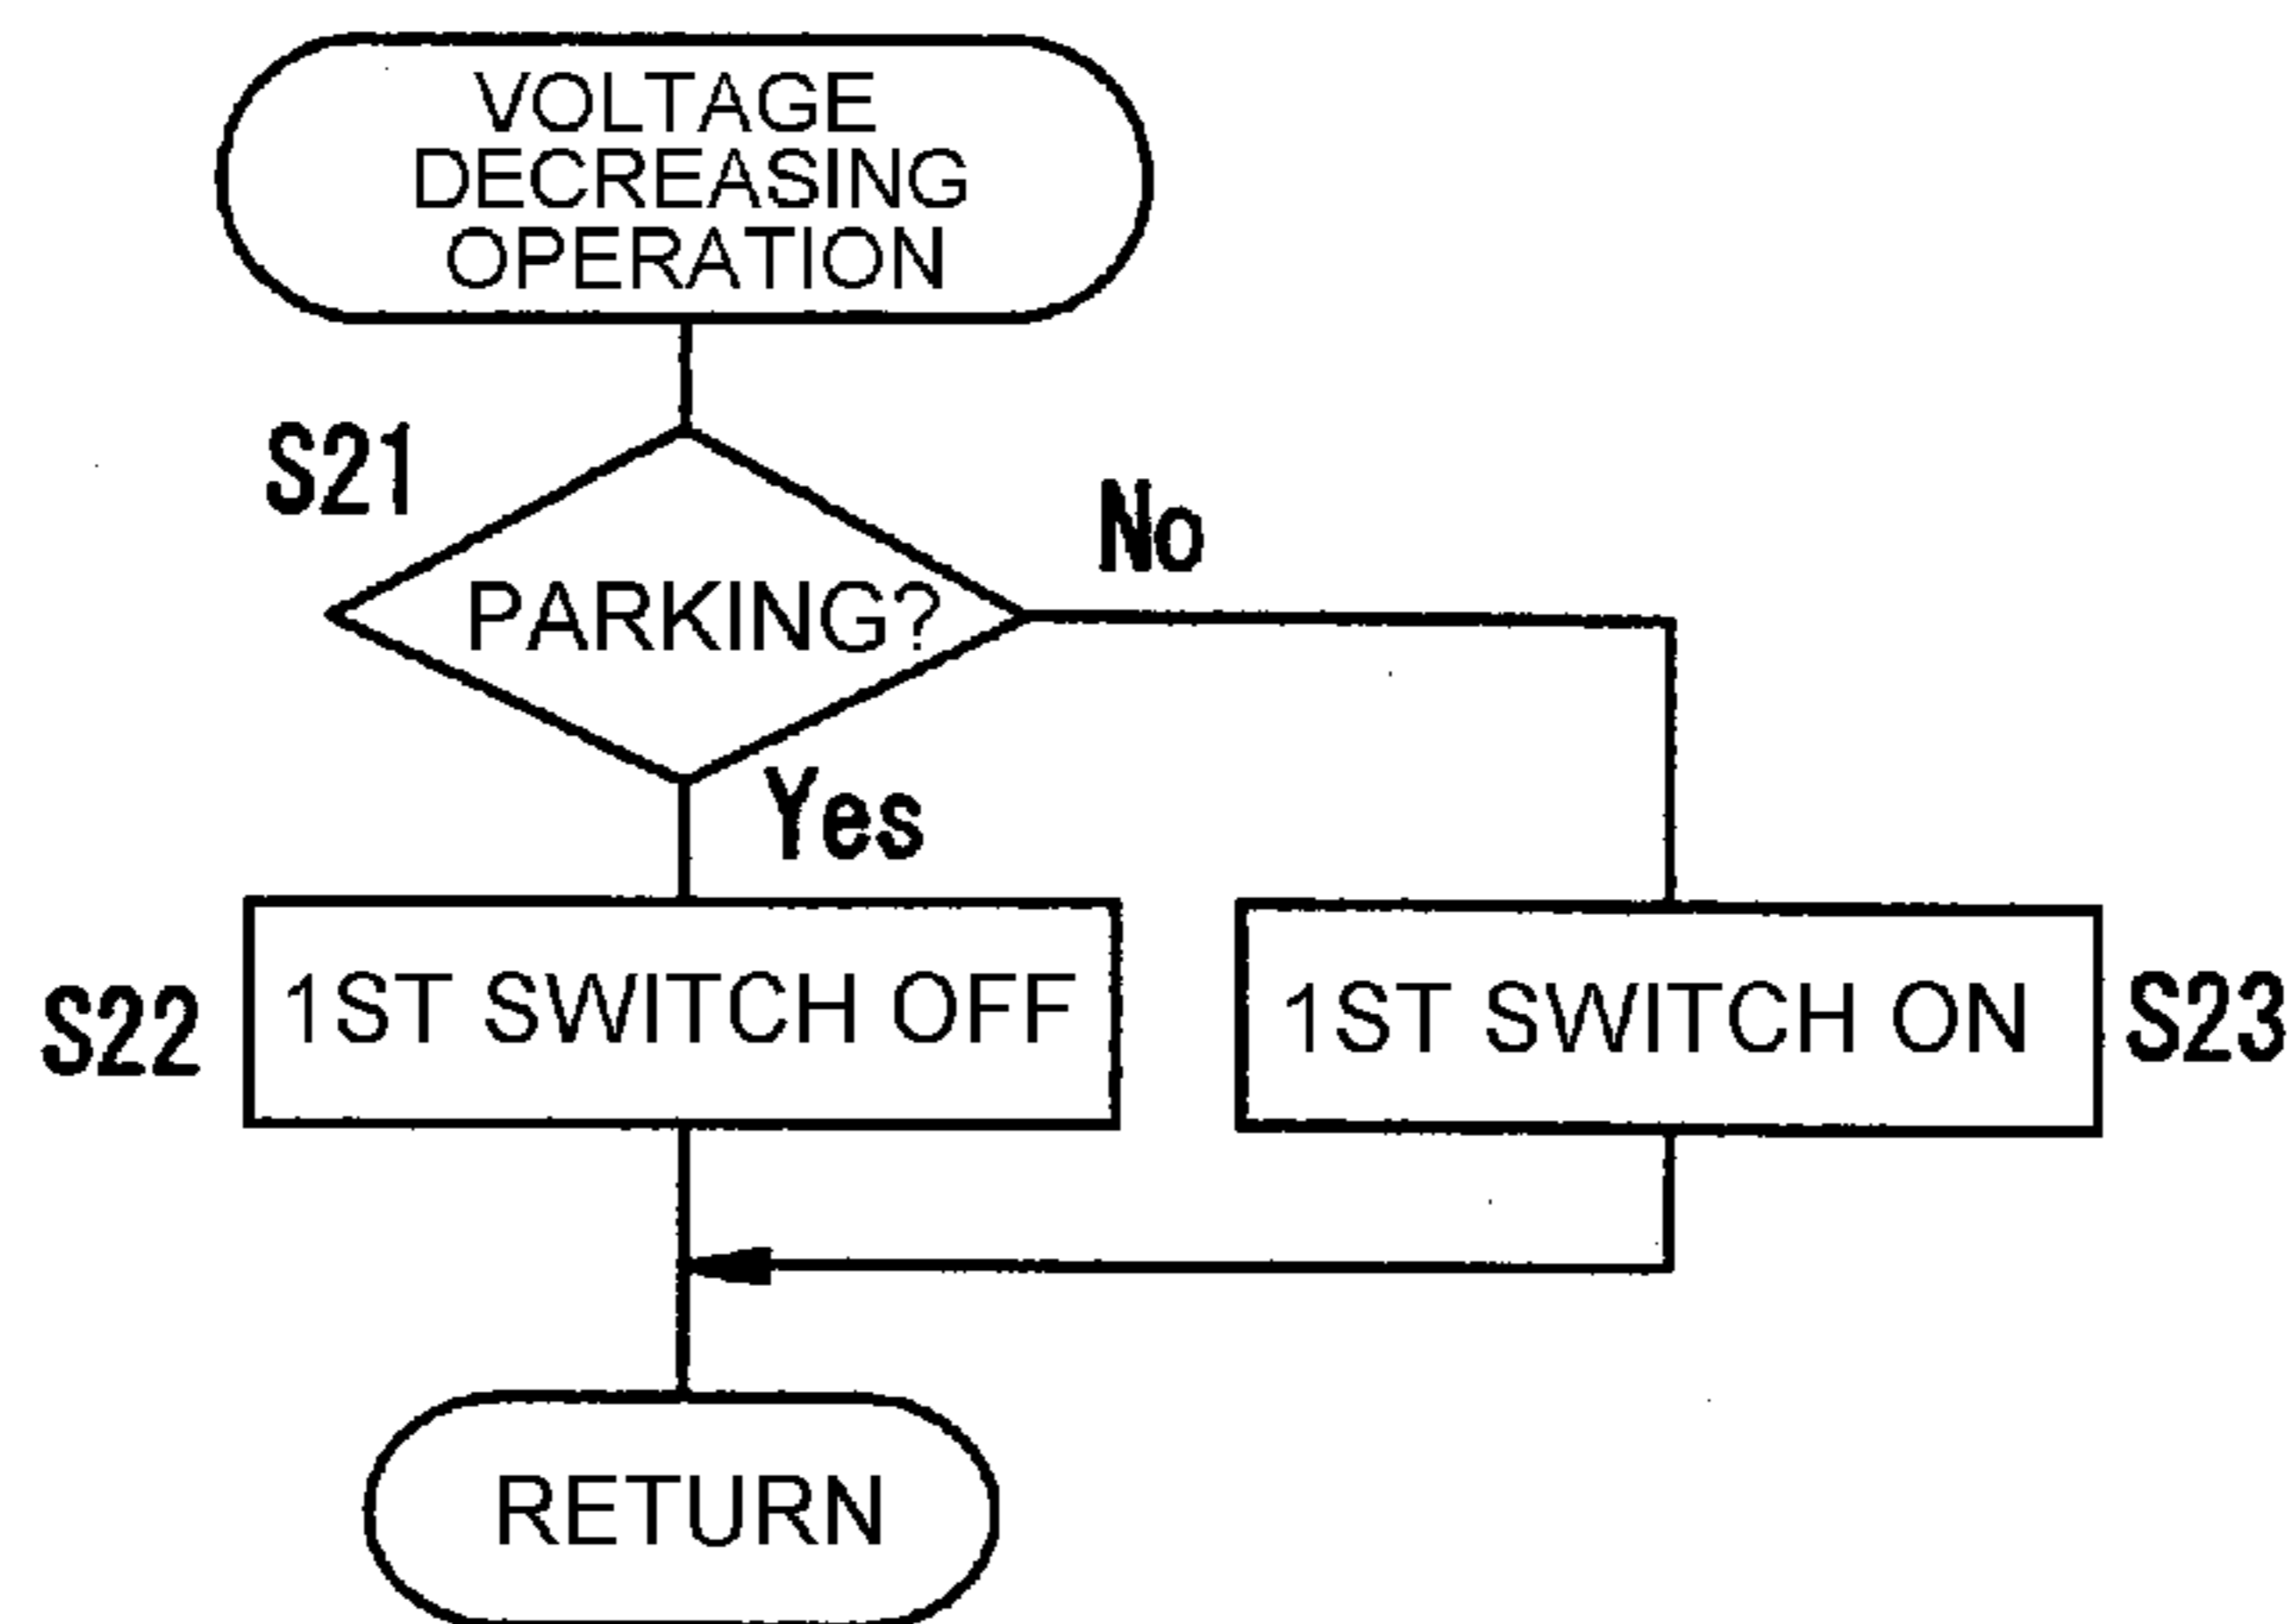 VOLTAGE
DECREASING
OPERATION
S21
No
PARKING?
Yes
S22
1ST SWITCH OFF
1ST SWITCH ON
S23
RETURN